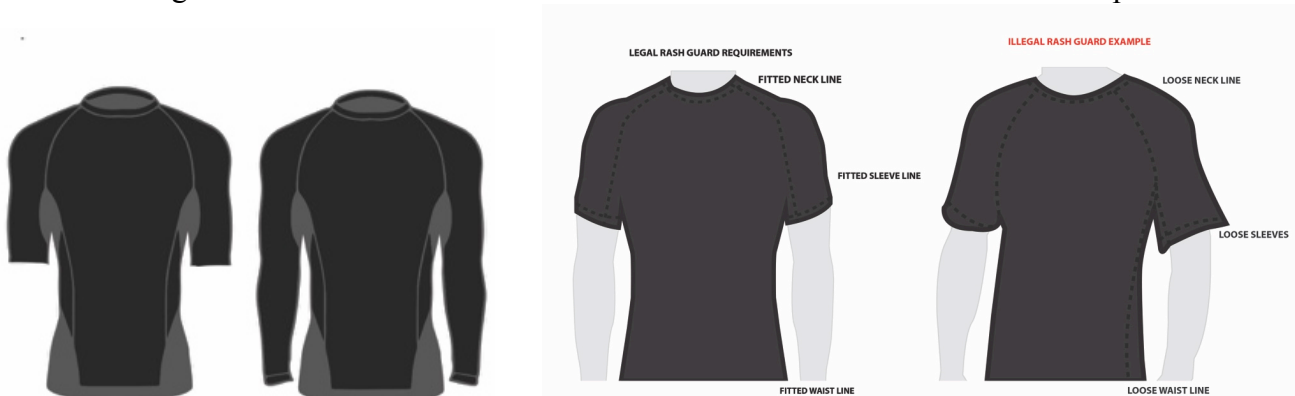 LEGAL RASH GUARD REQUIREMENTS
FITTED NECK LINE
FITTED SLEEVE LINE
FITTED WAIST LINE
ILLEGAL RASH GUARD EXAMPLE
LOOSE NECK LINE
LOOSE SLEEVES
LOOSE WAIST LINE